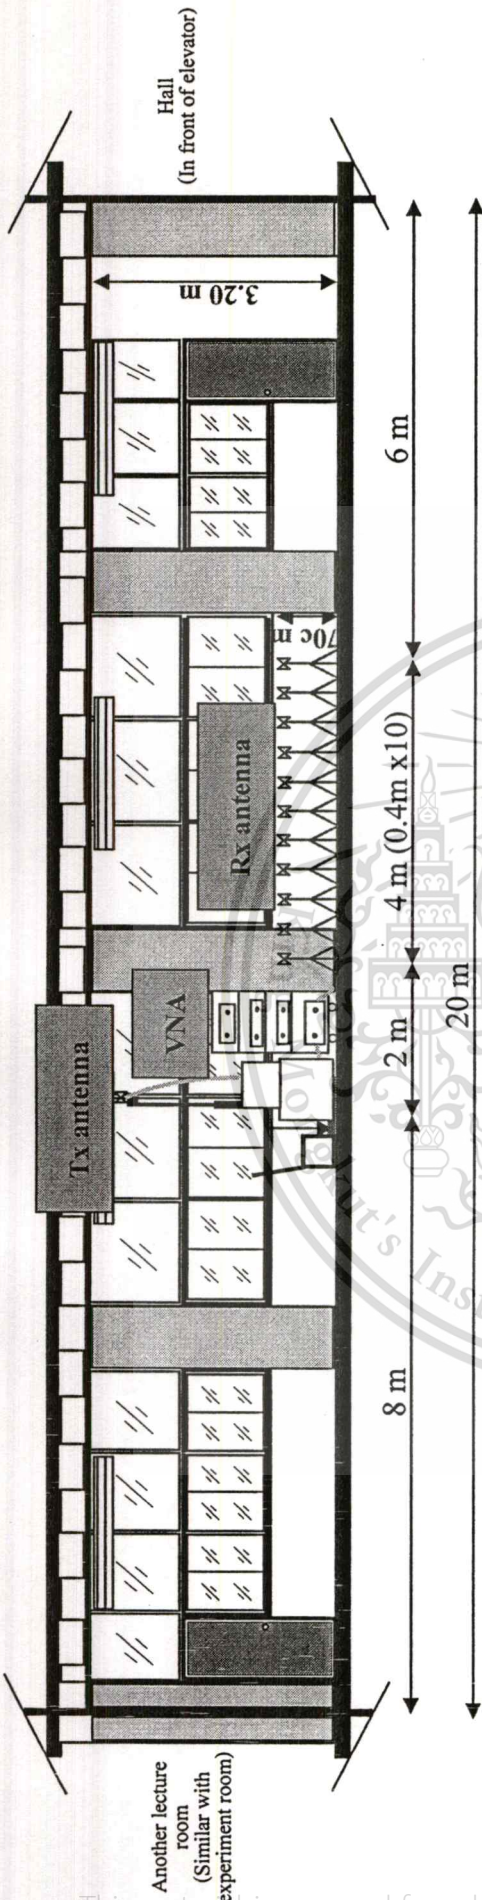 Hall
(In front of elevator)
3.20 m
6 m
70c m
Rx antenna
4 m (0.4m x10)
VNA
Tx antenna
2 m
20 m
8 m
Another lecture
room
(Similar with
experiment room)